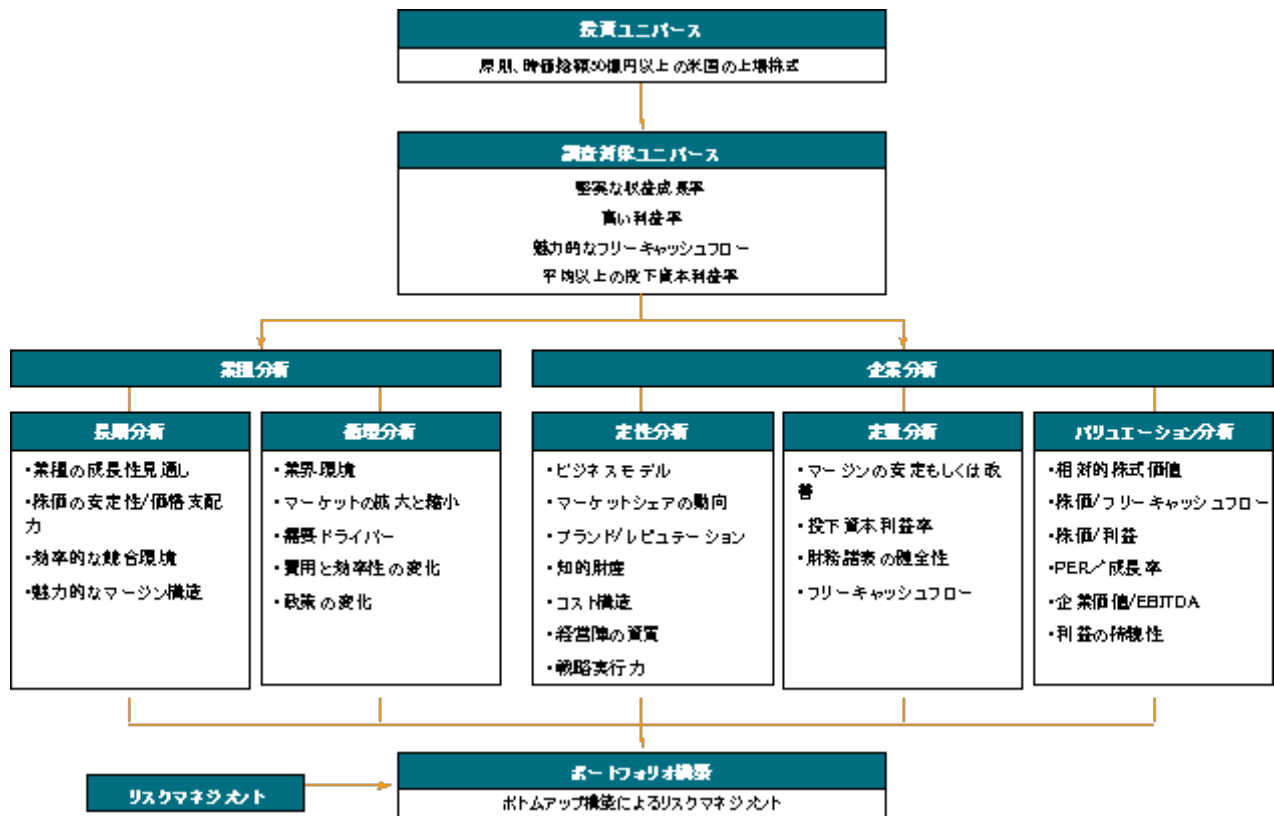 投資ユニバース
原則、時価総額50億円以上の米国の上場株式
調査対象ユニバース
堅実な収益成長率
高い利益率
魅力的なフリーキャッシュフロー
平均以上の投下資本利益率
業種分析
企業分析
長期分析
・業種の成長性見通し
・株価の安定性/価格支配
力
・効率的な競合環境
・魅力的なマージン構造
循環分析
・業界環境
・マーケットの拡大と縮小
・需要ドライバー
・費用と効率性の変化
・政策の変化
定性分析
・ビジネスモデル
・マーケットシェアの動向
・ブランド/レピュテーション
・知的財産
・コスト構造
・経営陣の資質
・戦略実行力
定量分析
・マージンの安定もしくは改
善
・投下資本利益率
・財務諸表の健全性
・フリーキャッシュフロー
バリュエーション分析
・相対的株式価値
・株価/フリーキャッシュフロー
・株価/利益
・PER／成長率
・企業価値/EBITDA
・利益の持続性
ポートフォリオ構築
リスクマネジメント
ボトムアップ構築によるリスクマネジメント